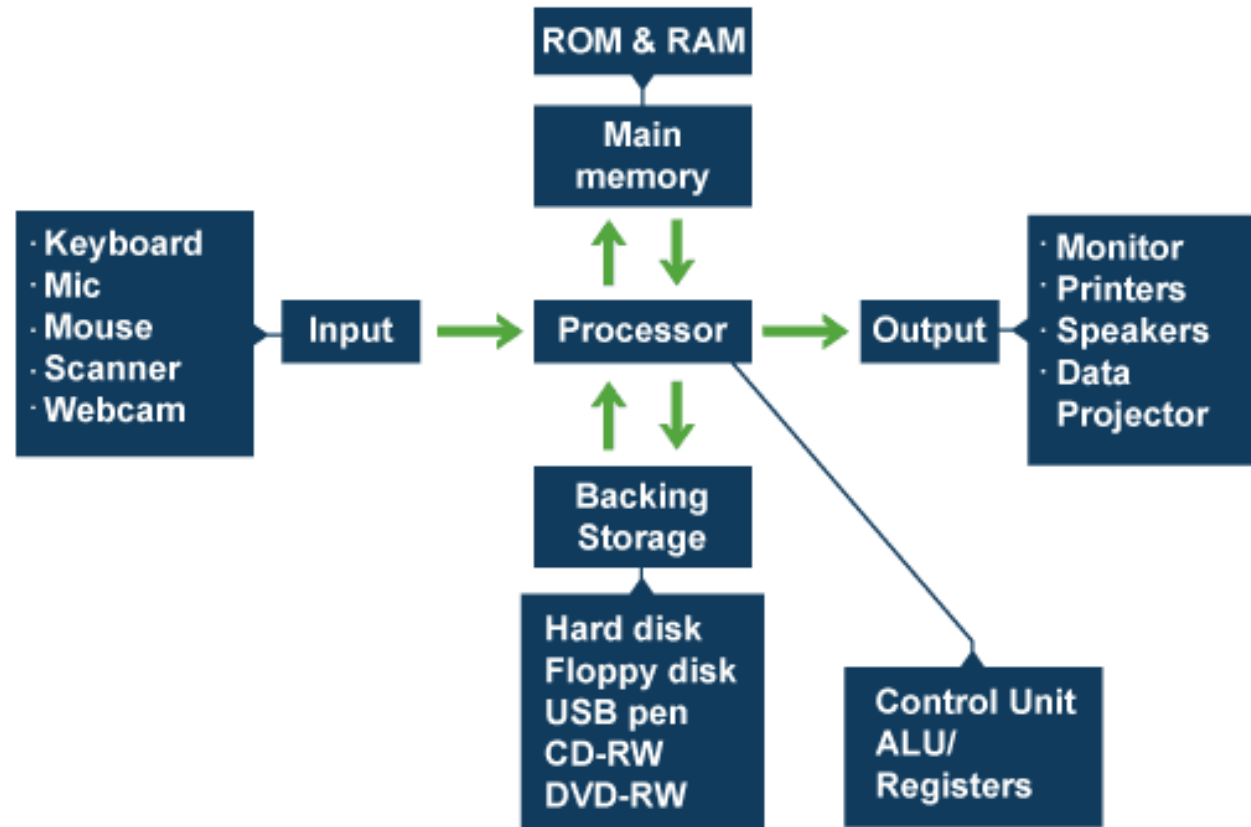 ROM & RAM
Main
memory
· Keyboard
· Mic
· Mouse
· Scanner
· Webcam
Input
Processor
Output
· Monitor
· Printers
· Speakers
· Data
Projector
Backing
Storage
Hard disk
Floppy disk
USB pen
CD-RW
DVD-RW
Control Unit
ALU/
Registers